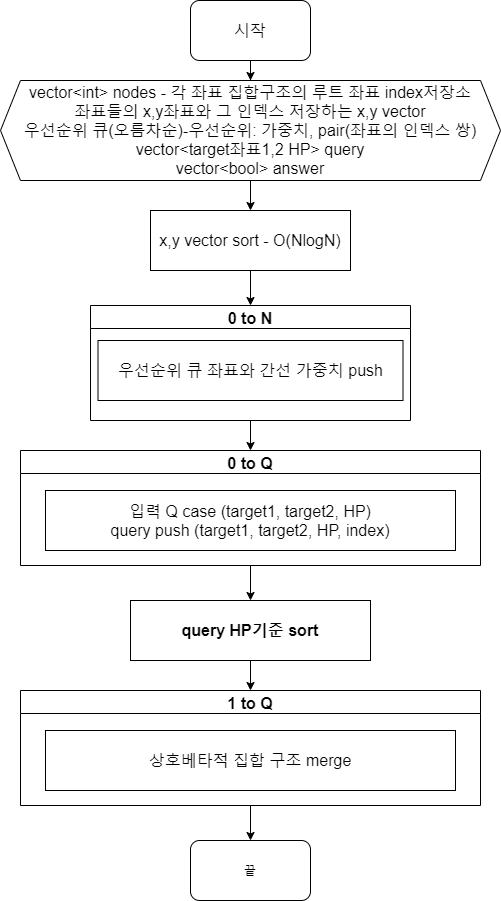 시작
vector<int> nodes - 각 좌표 집합구조의 루트 좌표 index저장소
좌표들의 x,y좌표와 그 인덱스 저장하는 x,y vector
우선순위 큐(오름차순)-우선순위: 가중치, pair(좌표의 인덱스 쌍)
vector<target좌표1,2 HP> query
vector<bool> answer
x,y vector sort - O(NlogN)
0 to N
우선순위 큐 좌표와 간선 가중치 push
0 to Q
입력 Q case (target1, target2, HP)
query push (target1, target2, HP, index)
query HP기준 sort
1 to Q
상호베타적 집합 구조 merge
끝